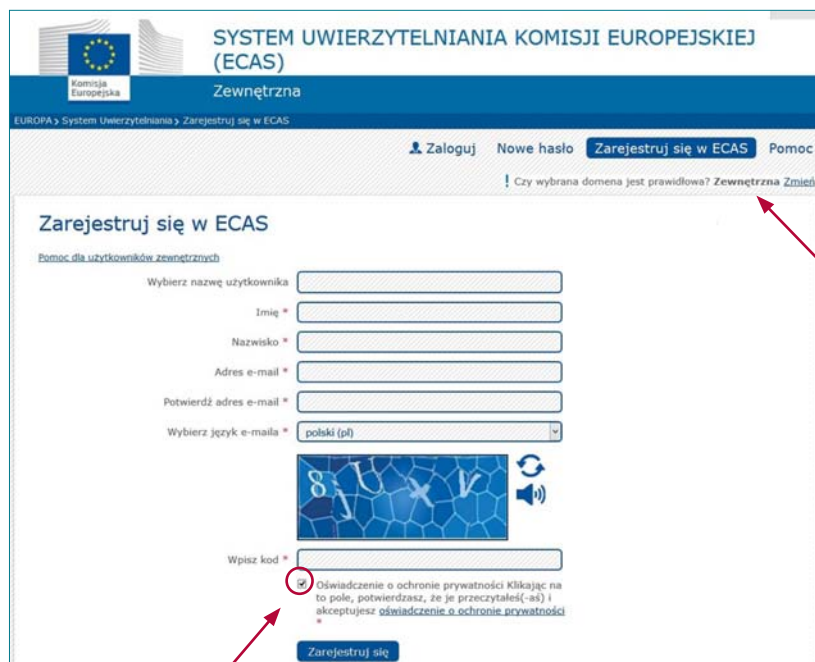 SYSTEM UWIERZYTELNIANIA KOMISJI EUROPEJSKIEJ
(ECAS)
Komisja
Europejska
Zewnętrzna
EUROPA > System Uwierzytelniania > Zarejestruj się w ECAS
Zaloguj Nowe hasło Zarejestruj się w ECAS Pomoc
! Czy wybrana domena jest prawidłowa? Zewnętrzna Zmień
Zarejestruj się w ECAS
Pomoc dla użytkowników zewnętrznych
Wybierz nazwę użytkownika
Imię *
Nazwisko *
Adres e-mail *
Potwierdź adres e-mail *
Wybierz język e-maila * polski (pl)
Wpisz kod *
Oświadczenie o ochronie prywatności Klikając na
to pole, potwierdzasz, że je przeczytałeś(-aś) i
akceptujesz oświadczenie o ochronie prywatności
*
Zarejestruj się